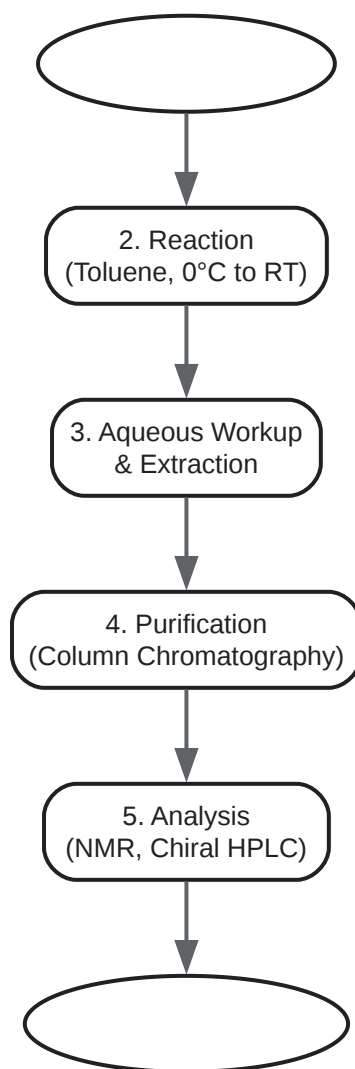 2. Reaction
(Toluene, 0°C to RT)
3. Aqueous Workup
& Extraction
4. Purification
(Column Chromatography)
5. Analysis
(NMR, Chiral HPLC)